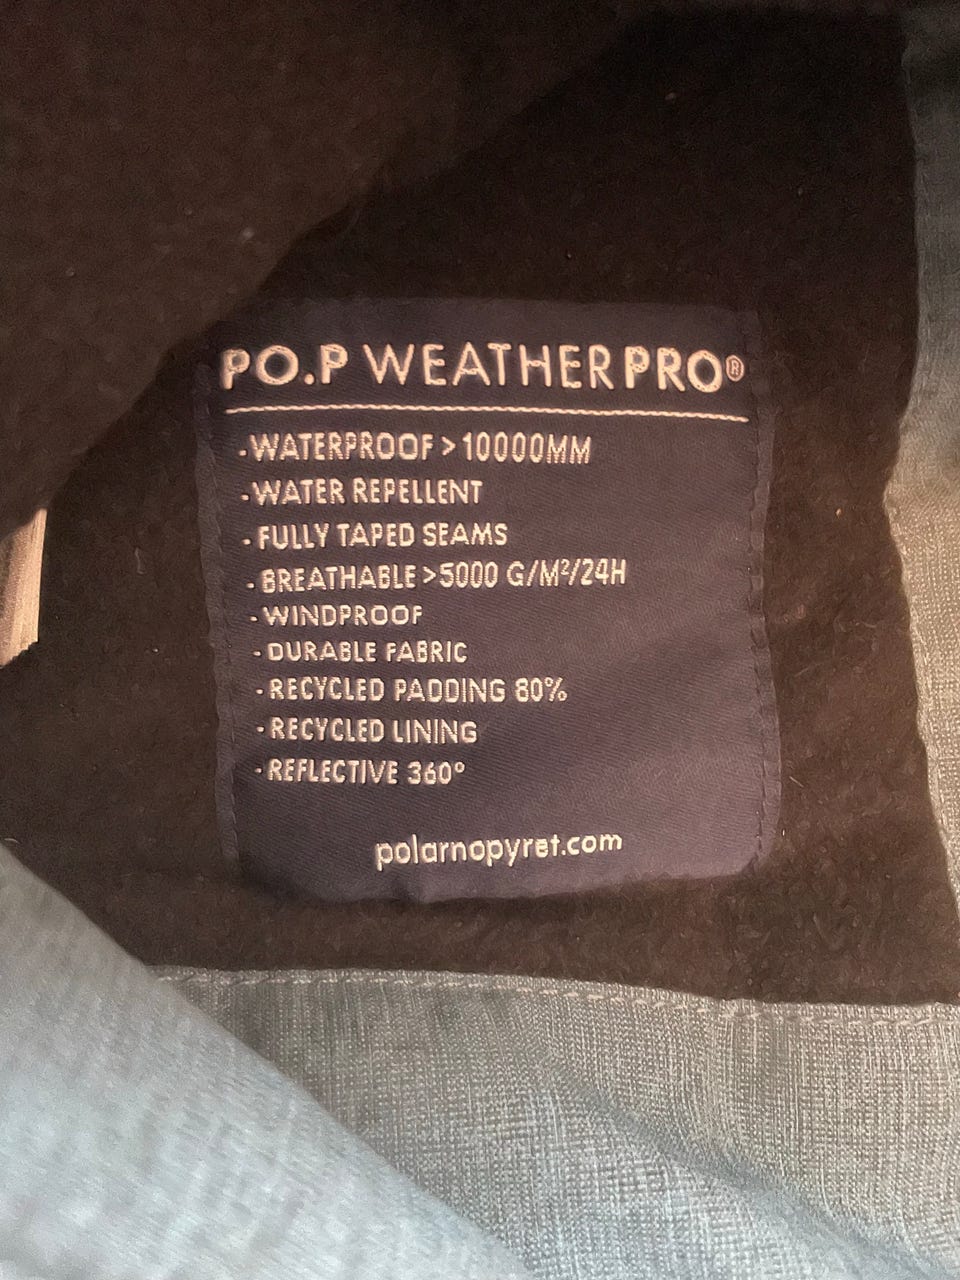 PO.P WEATHERPRO®
-WATERPROOF >10000MM
-WATER REPELLENT
-FULLY TAPED SEAMS
-BREATHABLE >5000 G/M²/24H
-WINDPROOF
-DURABLE FABRIC
-RECYCLED PADDING 80%
-RECYCLED LINING
-REFLECTIVE 360°
polarnopyret.com